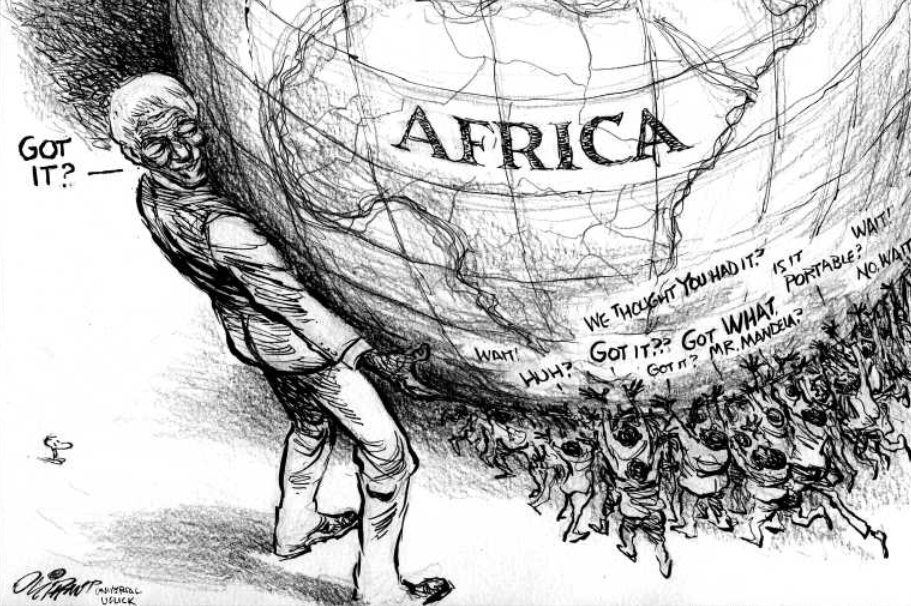 GOT
IT? —
AFRICA
WAIT!
HUH?
WE THOUGHT YOU HAD IT?
GOT IT??
GOT IT?
GOT WHAT,
MR. MANDELA?
IS IT
PORTABLE?
WAIT!
NO, WAIT
OLIPHANT
UNIVERSAL
UCLICK